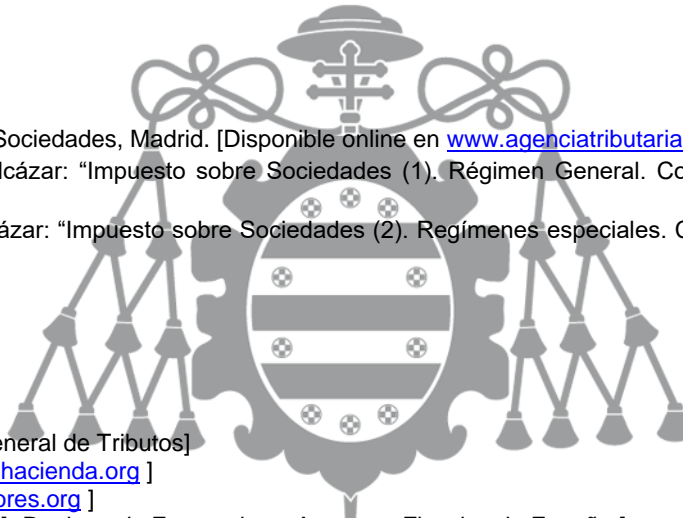 Sociedades, Madrid. [Disponible online en www.agenciatributaria
lcázar: “Impuesto sobre Sociedades (1). Régimen General. Co
ázar: “Impuesto sobre Sociedades (2). Regímenes especiales. C
eneral de Tributos]
hacienda.org ]
ores.org ]